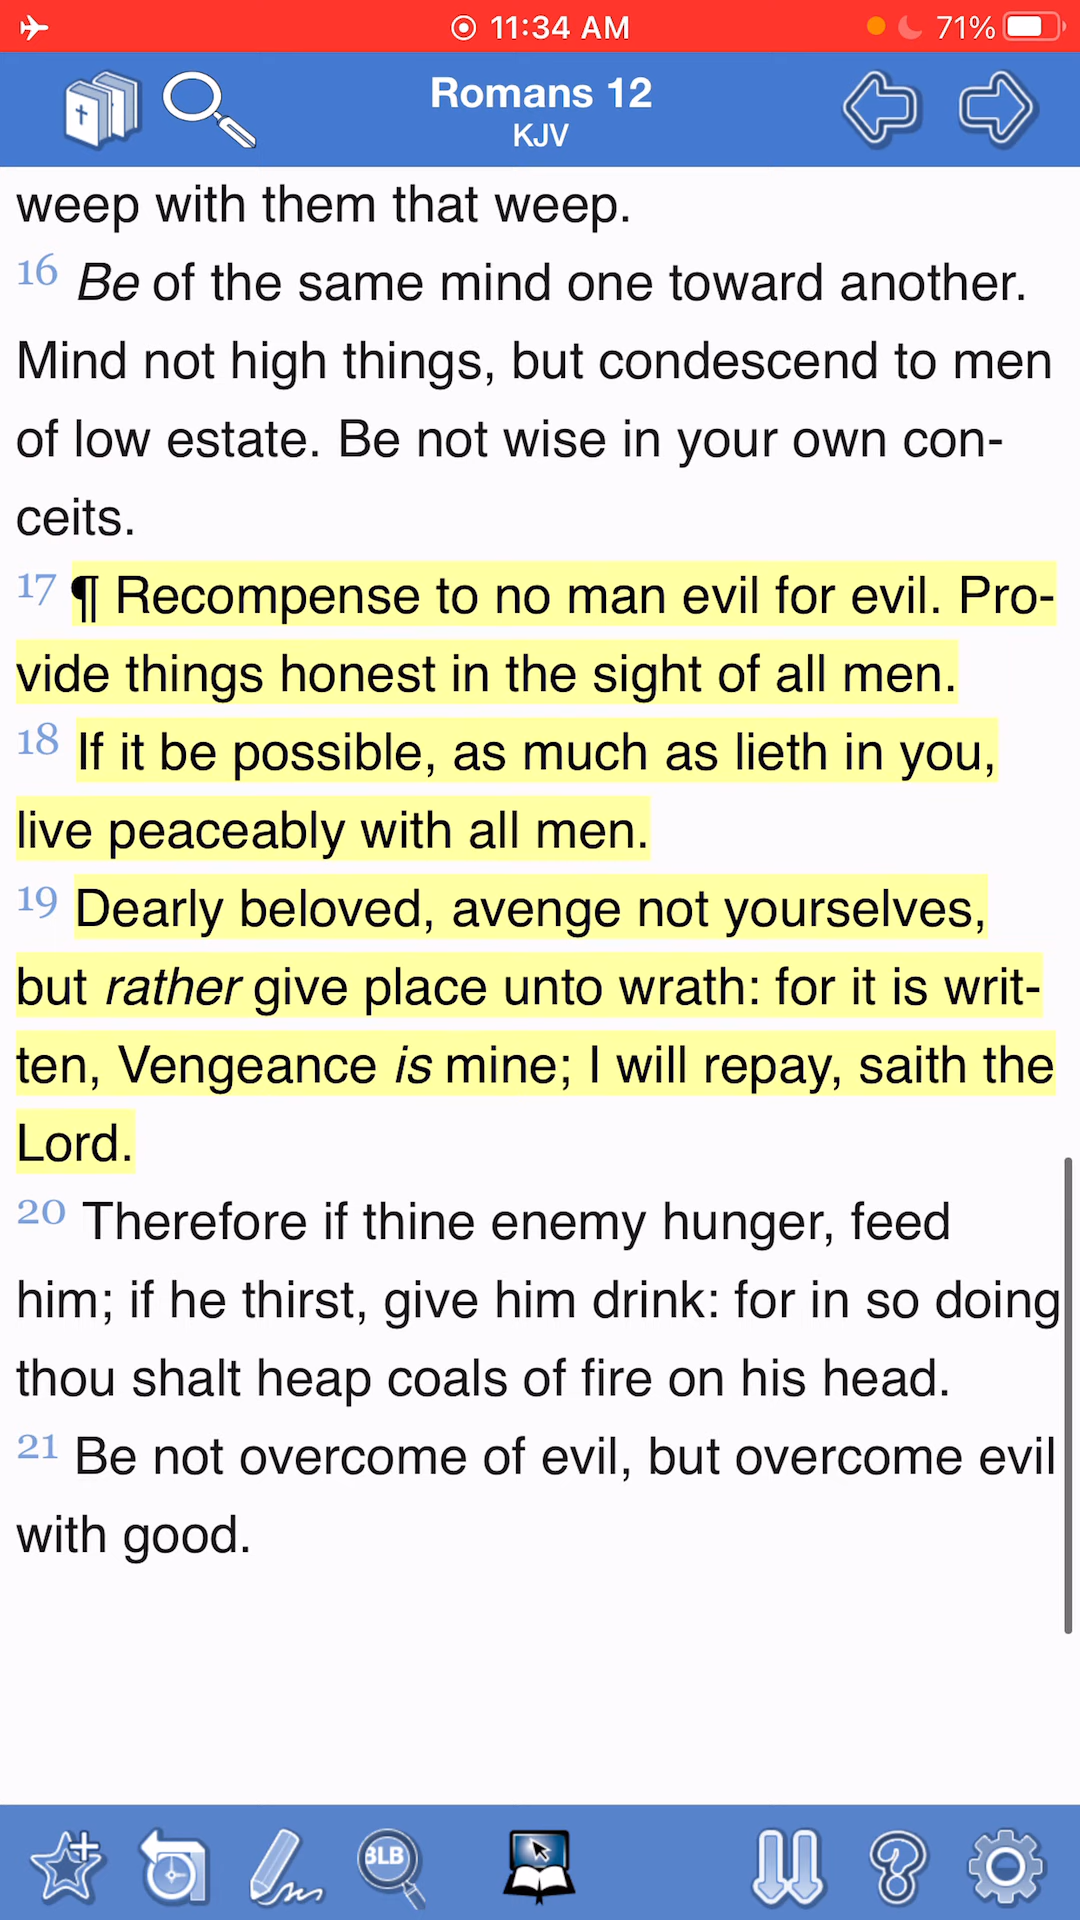 11:34 AM
71%
Romans 12
KJV
weep with them that weep.
16 Be of the same mind one toward another.
Mind not high things, but condescend to men
of low estate. Be not wise in your own con-
ceits.
17 ¶ Recompense to no man evil for evil. Pro-
vide things honest in the sight of all men.
18 If it be possible, as much as lieth in you,
live peaceably with all men.
19 Dearly beloved, avenge not yourselves,
but rather give place unto wrath: for it is writ-
ten, Vengeance is mine; I will repay, saith the
Lord.
20 Therefore if thine enemy hunger, feed
him; if he thirst, give him drink: for in so doing
thou shalt heap coals of fire on his head.
21 Be not overcome of evil, but overcome evil
with good.
BLB